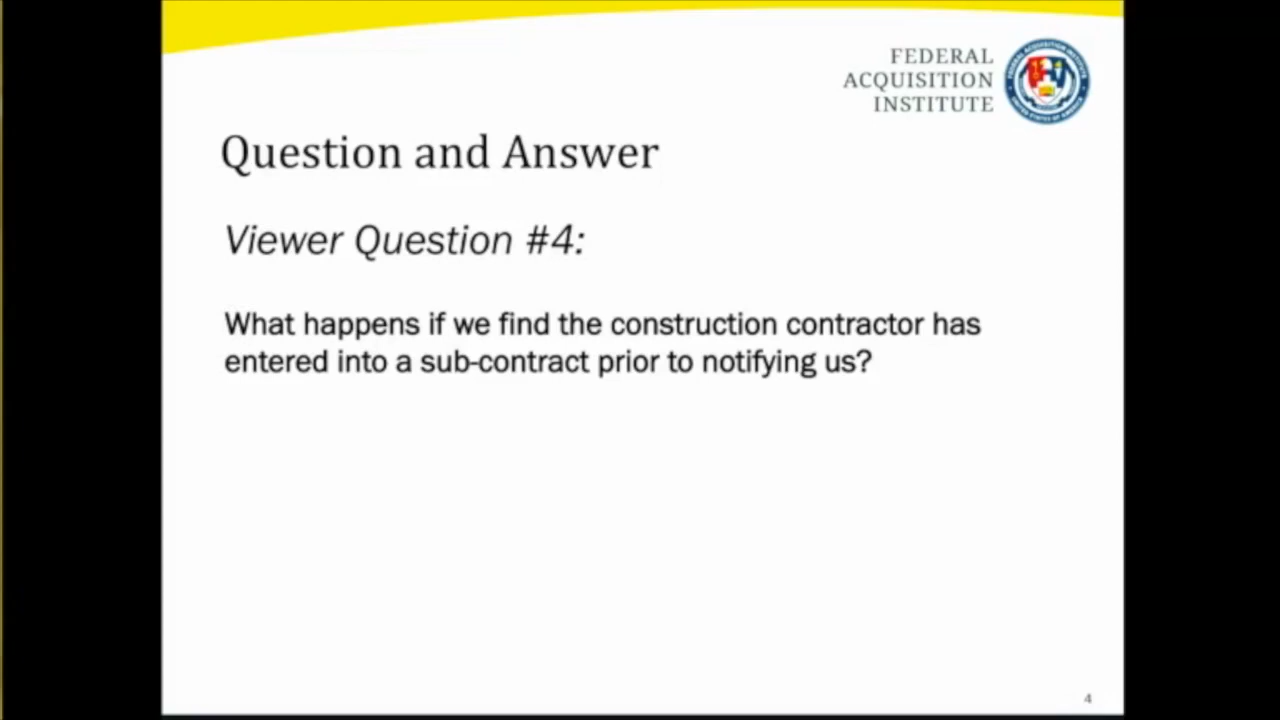 FEDERAL
ACQUISITION
INSTITUTE
Question and Answer
Viewer Question #4:
What happens if we find the construction contractor has
entered into a sub-contract prior to notifying us?
4